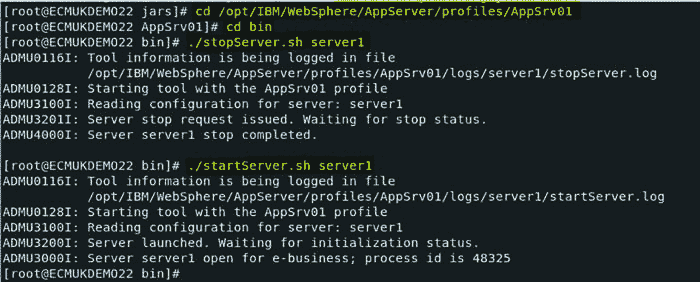 [root@ECMUKDEMO22 jars]# cd /opt/IBM/WebSphere/AppServer/profiles/AppSrv01
[root@ECMUKDEMO22 AppSrv01]# cd bin
[root@ECMUKDEMO22 bin]# ./stopServer.sh server1
ADMU0116I: Tool information is being logged in file
/opt/IBM/WebSphere/AppServer/profiles/AppSrv01/logs/server1/stopServer.log
ADMU0128I: Starting tool with the AppSrv01 profile
ADMU3100I: Reading configuration for server: server1
ADMU3201I: Server stop request issued. Waiting for stop status.
ADMU4000I: Server server1 stop completed.
[root@ECMUKDEMO22 bin]# ./startServer.sh server1
ADMU0116I: Tool information is being logged in file
/opt/IBM/WebSphere/AppServer/profiles/AppSrv01/logs/server1/startServer.log
ADMU0128I: Starting tool with the AppSrv01 profile
ADMU3100I: Reading configuration for server: server1
ADMU3200I: Server launched. Waiting for initialization status.
ADMU3000I: Server server1 open for e-business; process id is 48325
[root@ECMUKDEMO22 bin]#